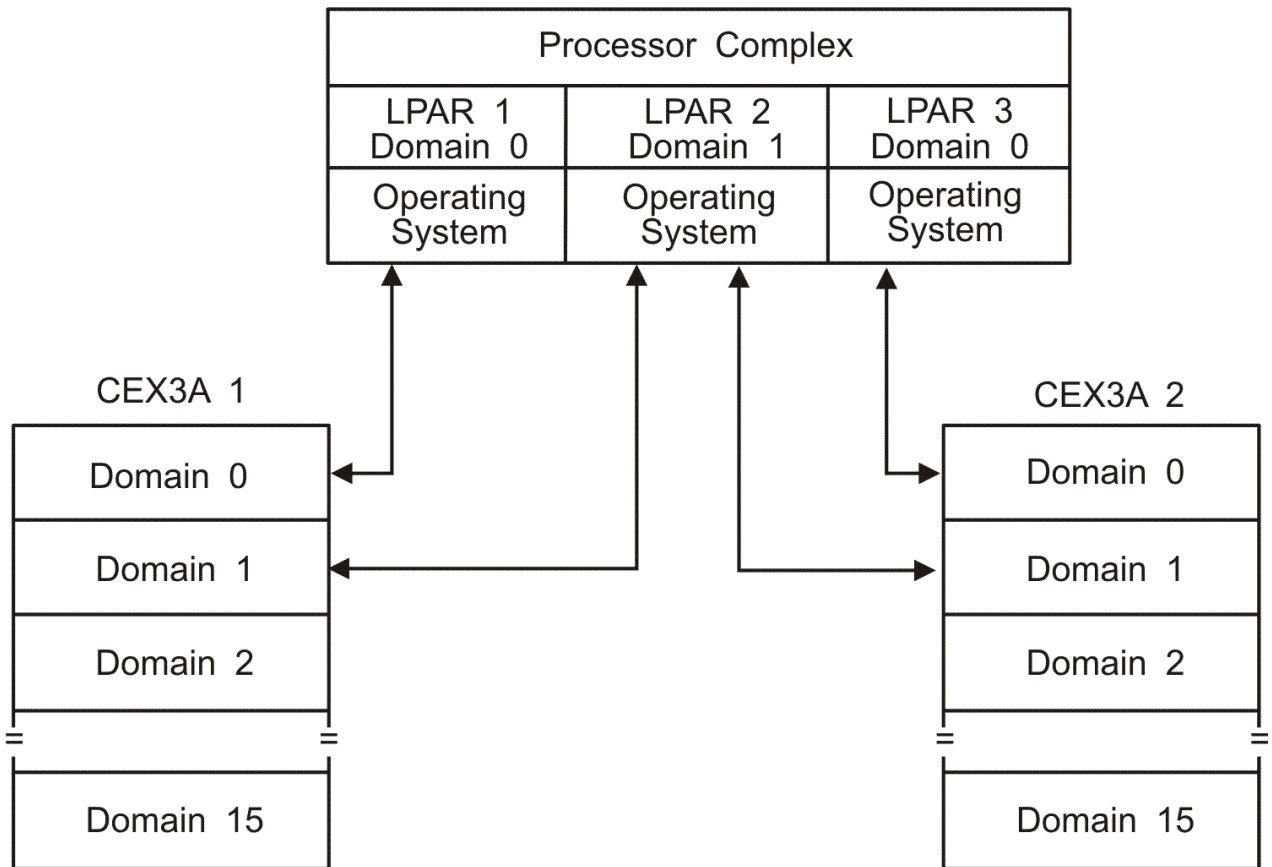 Processor Complex
LPAR 1
Domain 0
LPAR 2
Domain 1
LPAR 3
Domain 0
Operating
System
Operating
System
Operating
System
CEX3A 1
Domain 0
Domain 1
Domain 2
Domain 15
CEX3A 2
Domain 0
Domain 1
Domain 2
Domain 15